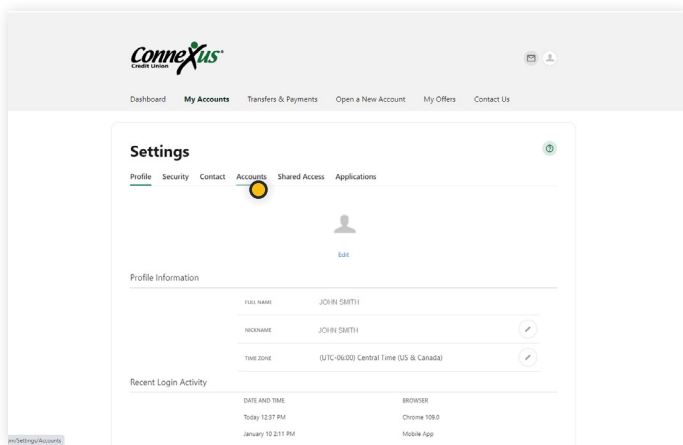 Connexus®
Credit Union
Dashboard My Accounts Transfers & Payments Open a New Account My Offers Contact Us
Settings
Profile Security Contact Accounts Shared Access Applications
Edit
Profile Information
FULL NAME JOHN SMITH
NICKNAME JOHN SMITH
TIME ZONE (UTC-06:00) Central Time (US & Canada)
Recent Login Activity
DATE AND TIME BROWSER
Today 12:37 PM Chrome 109.0
January 10 2:11 PM Mobile App
om/Settings/Accounts